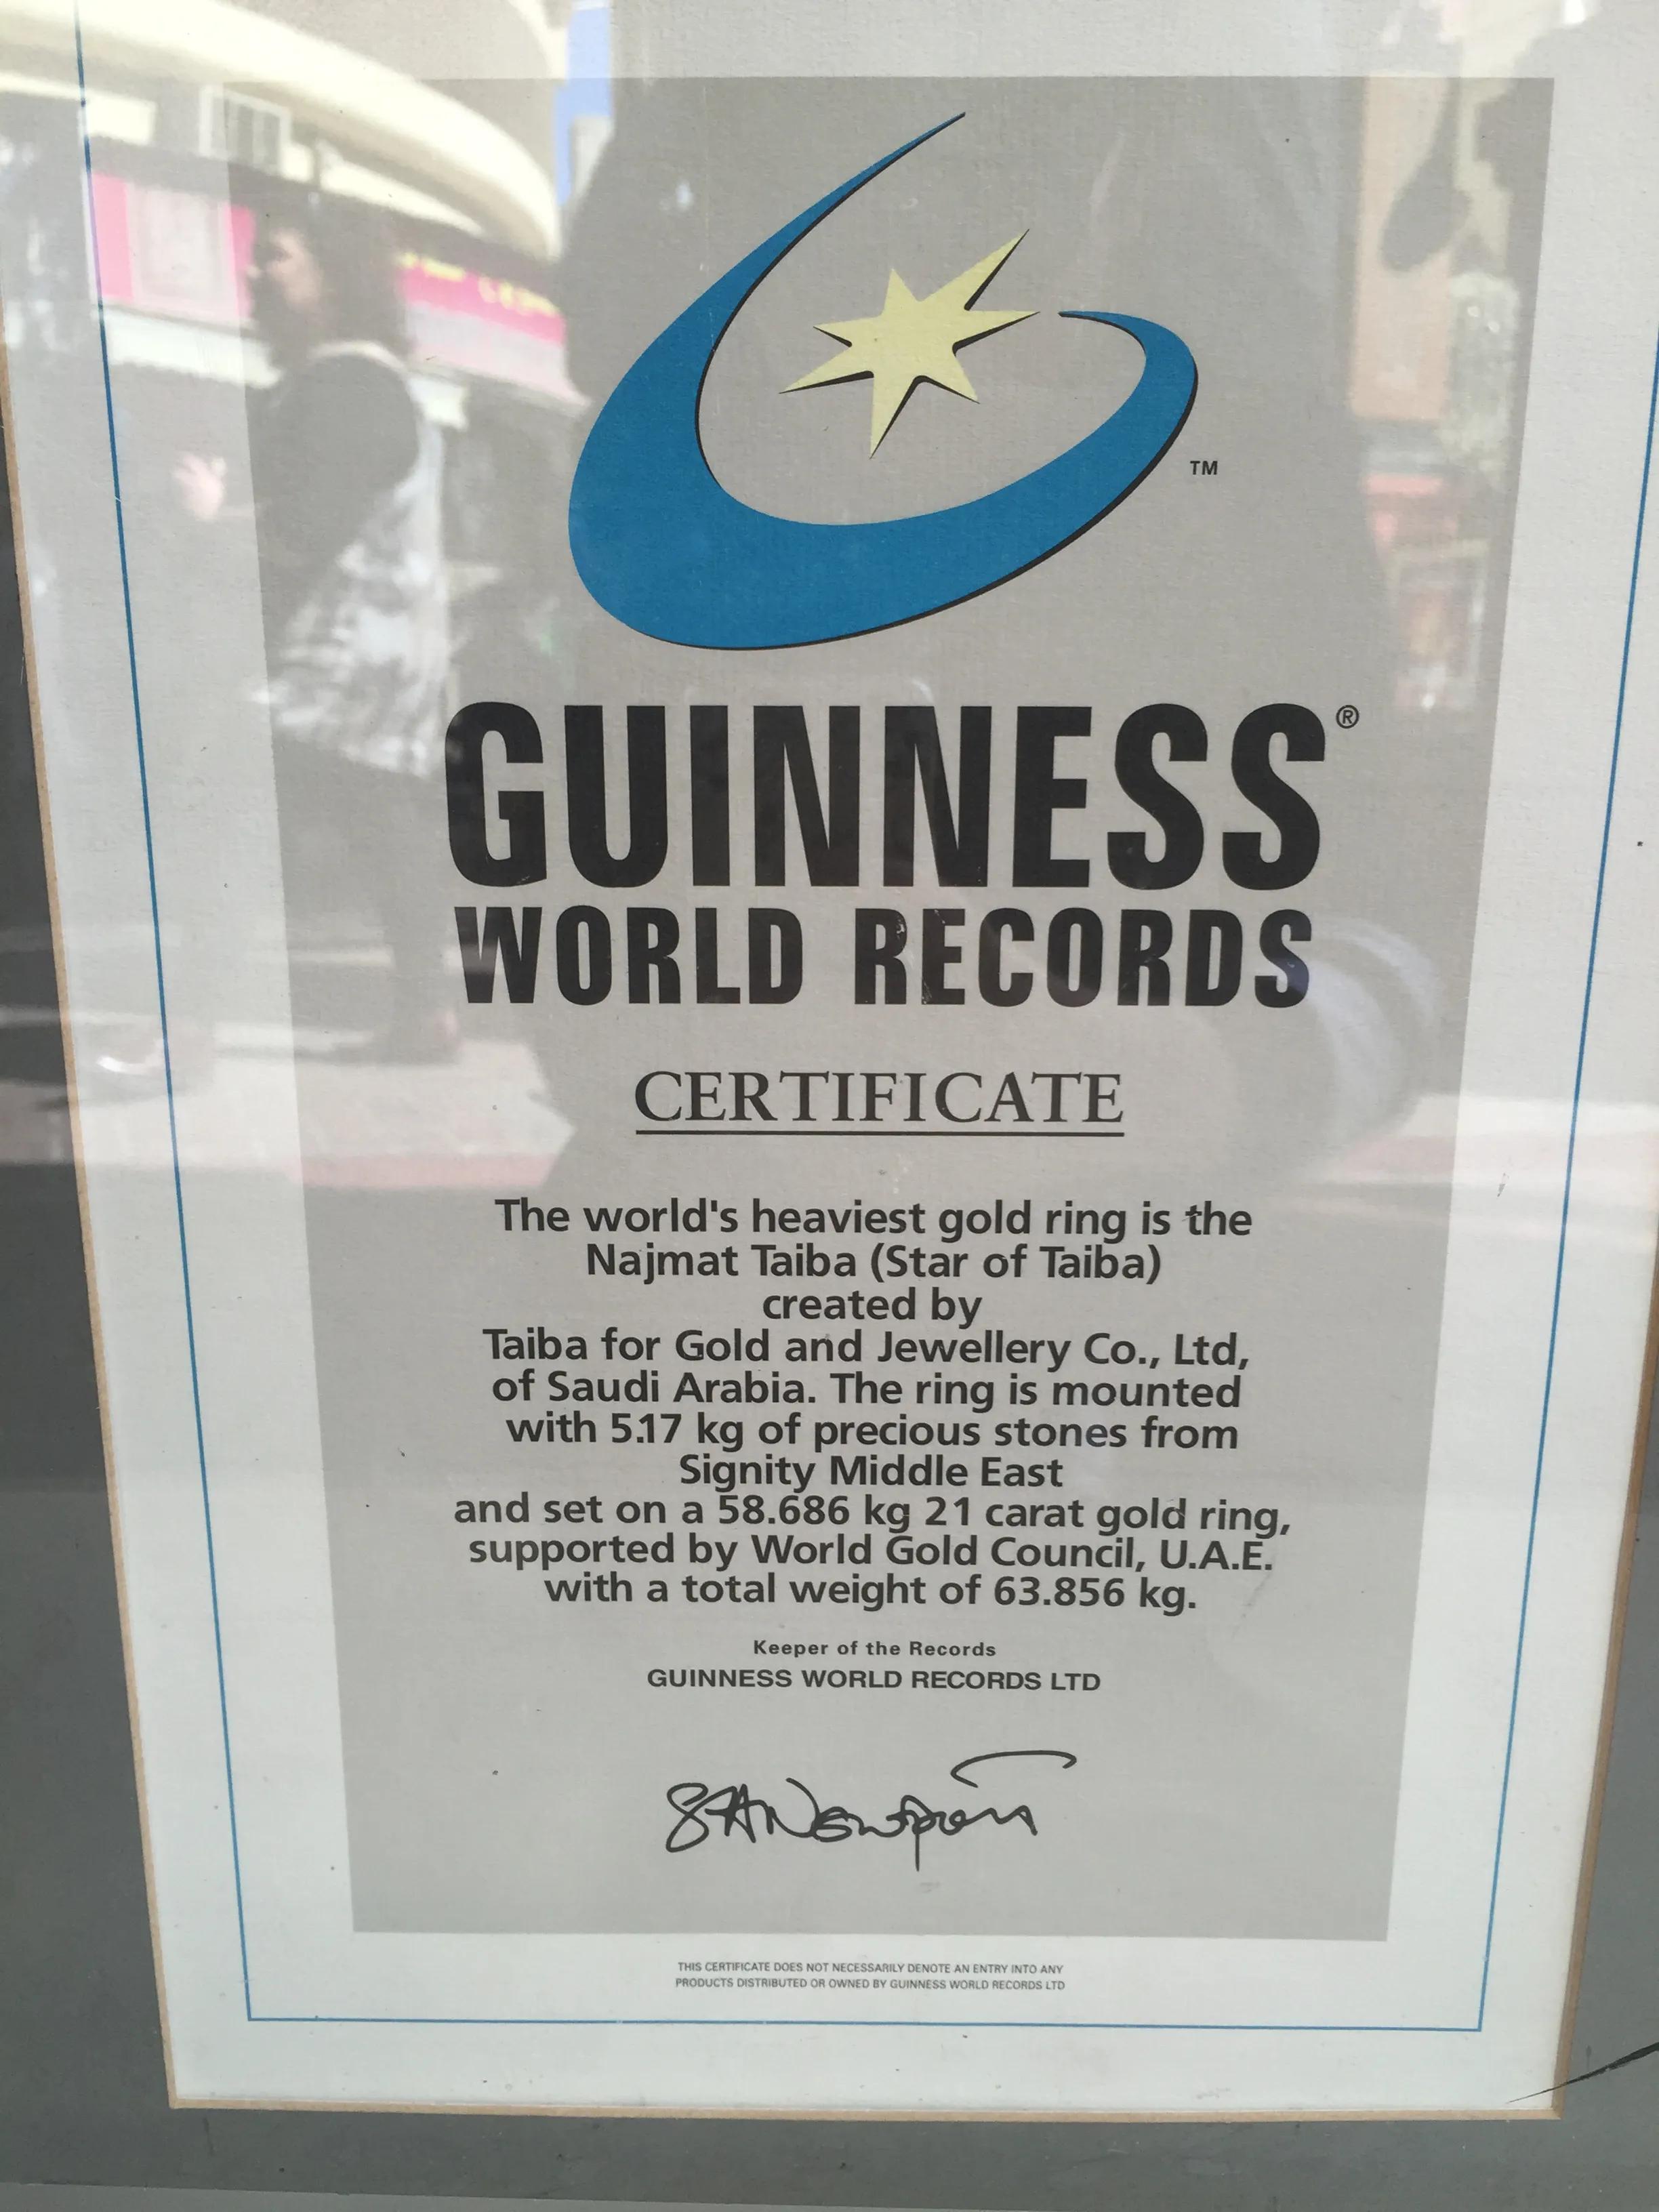 TM
GUINNESS®
WORLD RECORDS
CERTIFICATE
The world's heaviest gold ring is the
Najmat Taiba (Star of Taiba)
created by
Taiba for Gold and Jewellery Co., Ltd,
of Saudi Arabia. The ring is mounted
with 5.17 kg of precious stones from
Signity Middle East
and set on a 58.686 kg 21 carat gold ring,
supported by World Gold Council, U.A.E.
with a total weight of 63.856 kg.
Keeper of the Records
GUINNESS WORLD RECORDS LTD
THIS CERTIFICATE DOES NOT NECESSARILY DENOTE AN ENTRY INTO ANY
PRODUCTS DISTRIBUTED OR OWNED BY GUINNESS WORLD RECORDS LTD